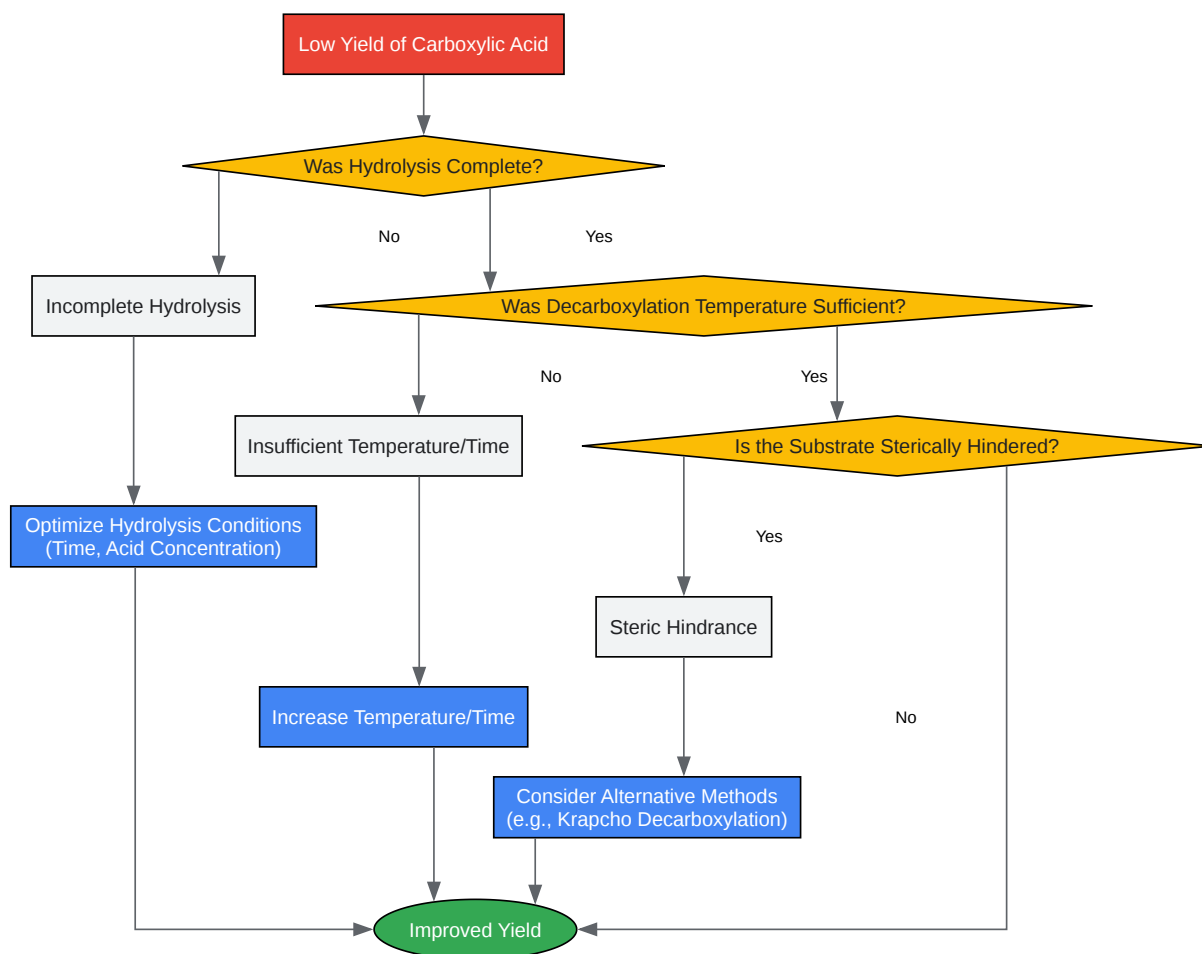 Low Yield of Carboxylic Acid
Was Hydrolysis Complete?
No
Yes
Incomplete Hydrolysis
Was Decarboxylation Temperature Sufficient?
No
Yes
Insufficient Temperature/Time
Is the Substrate Sterically Hindered?
Optimize Hydrolysis Conditions
(Time, Acid Concentration)
Yes
Steric Hindrance
Increase Temperature/Time
No
Consider Alternative Methods
(e.g., Krapcho Decarboxylation)
Improved Yield